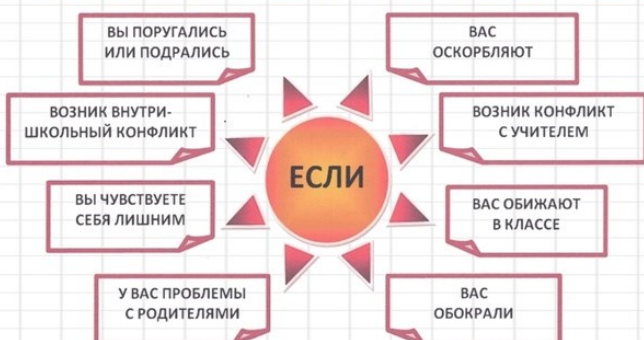 ВЫ ПОРУГАЛИСЬ
ИЛИ ПОДРАЛИСЬ
ВАС
ОСКОРБЛЯЮТ
ВОЗНИК ВНУТРИ-
ШКОЛЬНЫЙ КОНФЛИКТ
ВОЗНИК КОНФЛИКТ
С УЧИТЕЛЕМ
ЕСЛИ
ВЫ ЧУВСТВУЕТЕ
СЕБЯ ЛИШНИМ
ВАС ОБИЖАЮТ
В КЛАССЕ
У ВАС ПРОБЛЕМЫ
С РОДИТЕЛЯМИ
ВАС
ОБОКРАЛИ